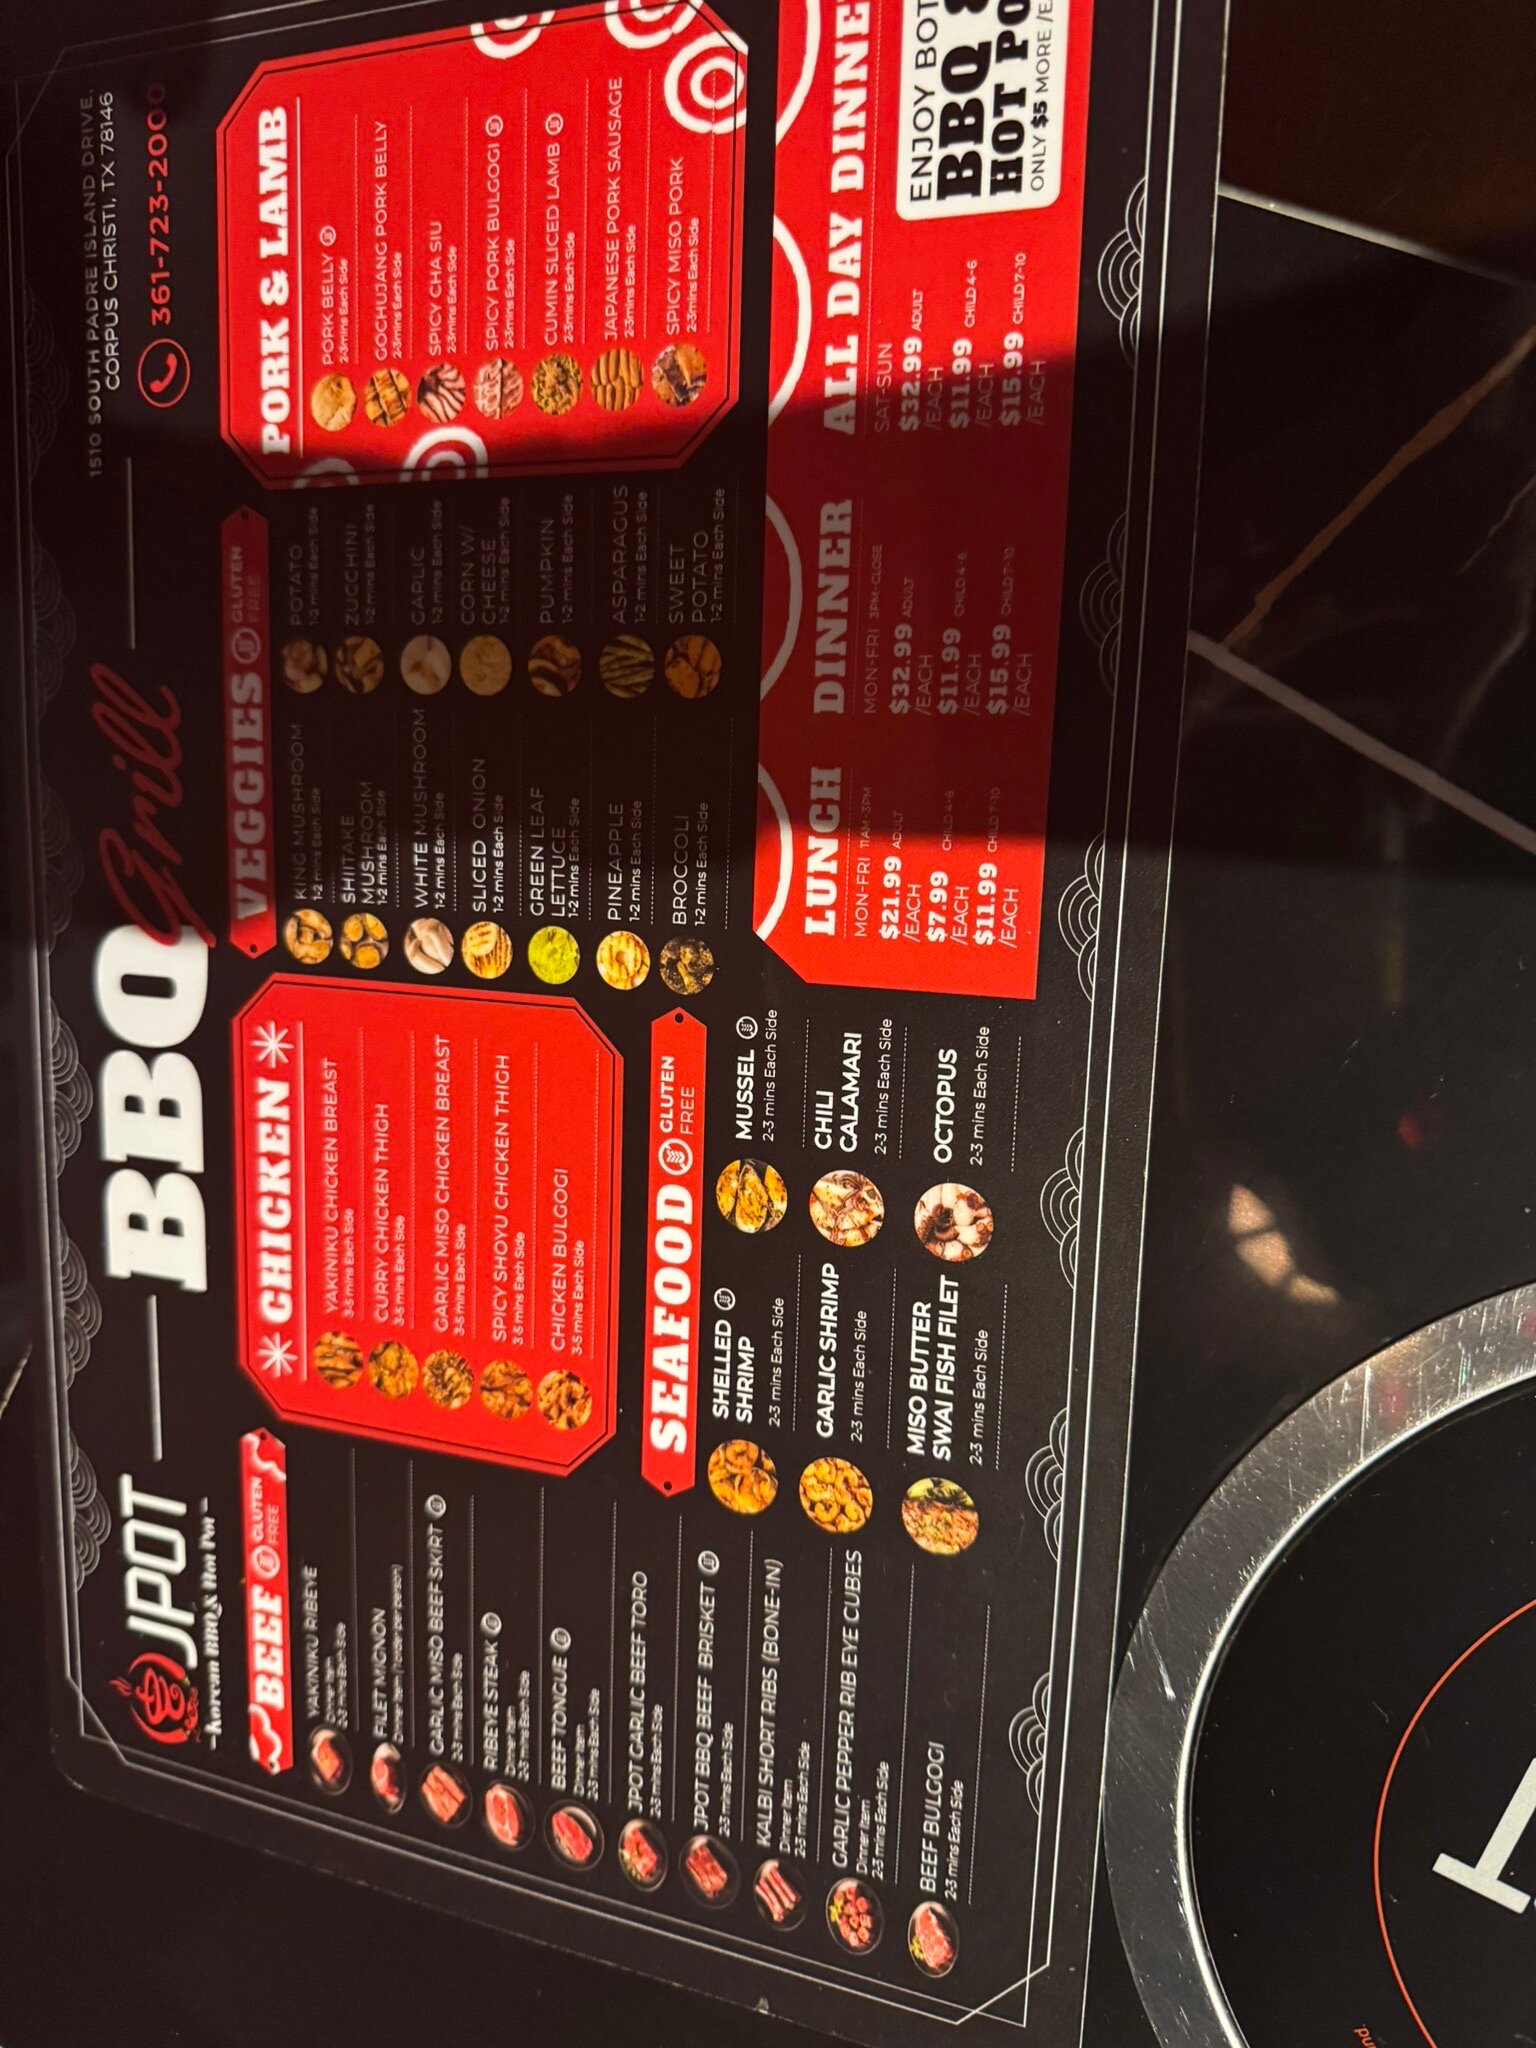 JPOT
Korean BBQ & Hot Pot
BBQ Grill
1510 SOUTH PADRE ISLAND DRIVE,
CORPUS CHRISTI, TX 78146
361-723-2000
BEEF GLUTEN FREE
YAKINIKU RIBEYE
Dinner Item
2-3 mins Each Side
FILET MIGNON
Dinner Item (1 order per person)
GARLIC MISO BEEF SKIRT
2-3 mins Each Side
RIBEYE STEAK
Dinner Item
2-3 mins Each Side
BEEF TONGUE
Dinner Item
2-3 mins Each Side
JPOT GARLIC BEEF TORO
2-3 mins Each Side
JPOT BBQ BEEF BRISKET
2-3 mins Each Side
KALBI SHORT RIBS (BONE-IN)
Dinner Item
2-3 mins Each Side
GARLIC PEPPER RIB EYE CUBES
Dinner Item
2-3 mins Each Side
BEEF BULGOGI
2-3 mins Each Side
CHICKEN
YAKINIKU CHICKEN BREAST
3-5 mins Each Side
CURRY CHICKEN THIGH
3-5 mins Each Side
GARLIC MISO CHICKEN BREAST
3-5 mins Each Side
SPICY SHOYU CHICKEN THIGH
3-5 mins Each Side
CHICKEN BULGOGI
3-5 mins Each Side
SEAFOOD GLUTEN FREE
SHELLED
SHRIMP
2-3 mins Each Side
GARLIC SHRIMP
2-3 mins Each Side
MISO BUTTER
SWAI FISH FILET
2-3 mins Each Side
MUSSEL
2-3 mins Each Side
CHILI
CALAMARI
2-3 mins Each Side
OCTOPUS
2-3 mins Each Side
VEGGIES GLUTEN FREE
KING MUSHROOM
1-2 mins Each Side
SHIITAKE
MUSHROOM
1-2 mins Each Side
WHITE MUSHROOM
1-2 mins Each Side
SLICED ONION
1-2 mins Each Side
GREEN LEAF
LETTUCE
1-2 mins Each Side
PINEAPPLE
1-2 mins Each Side
BROCCOLI
1-2 mins Each Side
POTATO
1-2 mins Each Side
ZUCCHINI
1-2 mins Each Side
GARLIC
1-2 mins Each Side
CORN W/
CHEESE
1-2 mins Each Side
PUMPKIN
1-2 mins Each Side
ASPARAGUS
1-2 mins Each Side
SWEET
POTATO
1-2 mins Each Side
PORK & LAMB
PORK BELLY
2-3mins Each Side
GOCHUJANG PORK BELLY
2-3mins Each Side
SPICY CHA SIU
2-3mins Each Side
SPICY PORK BULGOGI
2-3mins Each Side
CUMIN SLICED LAMB
2-3mins Each Side
JAPANESE PORK SAUSAGE
2-3mins Each Side
SPICY MISO PORK
2-3mins Each Side
LUNCH
MON-FRI 11AM-3PM
$21.99 ADULT
/EACH
$7.99 CHILD 4-6
/EACH
$11.99 CHILD 7-10
/EACH
DINNER
MON-FRI 3PM-CLOSE
$32.99 ADULT
/EACH
$11.99 CHILD 4-6
/EACH
$15.99 CHILD 7-10
/EACH
ALL DAY DINNE
SAT-SUN
$32.99 ADULT
/EACH
$11.99 CHILD 4-6
/EACH
$15.99 CHILD 7-10
/EACH
ENJOY BOT
BBQ &
HOT PO
ONLY $5 MORE /E